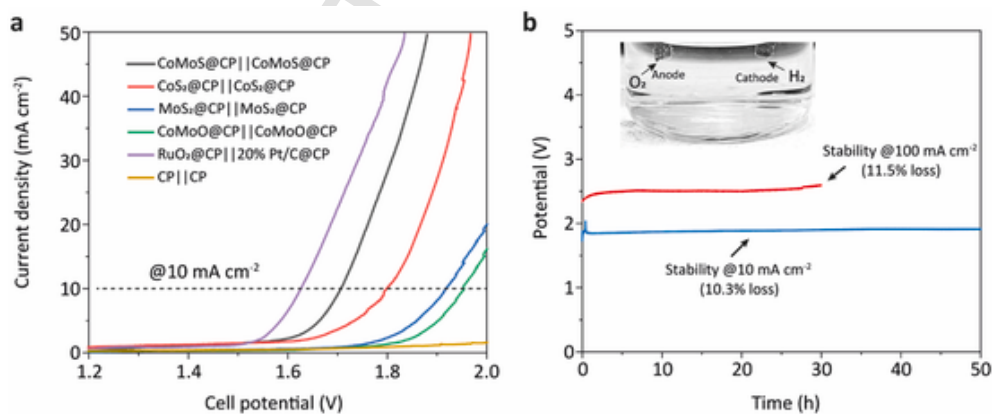 a
Current density (mA cm⁻²)
50
40
30
20
10
0
CoMoS@CP||CoMoS@CP
CoS₂@CP||CoS₂@CP
MoS₂@CP||MoS₂@CP
CoMoO@CP||CoMoO@CP
RuO₂@CP||20% Pt/C@CP
CP||CP
@10 mA cm⁻²
1.2
1.4
1.6
1.8
2.0
Cell potential (V)
b
Potential (V)
5
4
3
2
1
0
O₂
Anode
Cathode
H₂
Stability @100 mA cm⁻²
(11.5% loss)
Stability @10 mA cm⁻²
(10.3% loss)
0
10
20
30
40
50
Time (h)